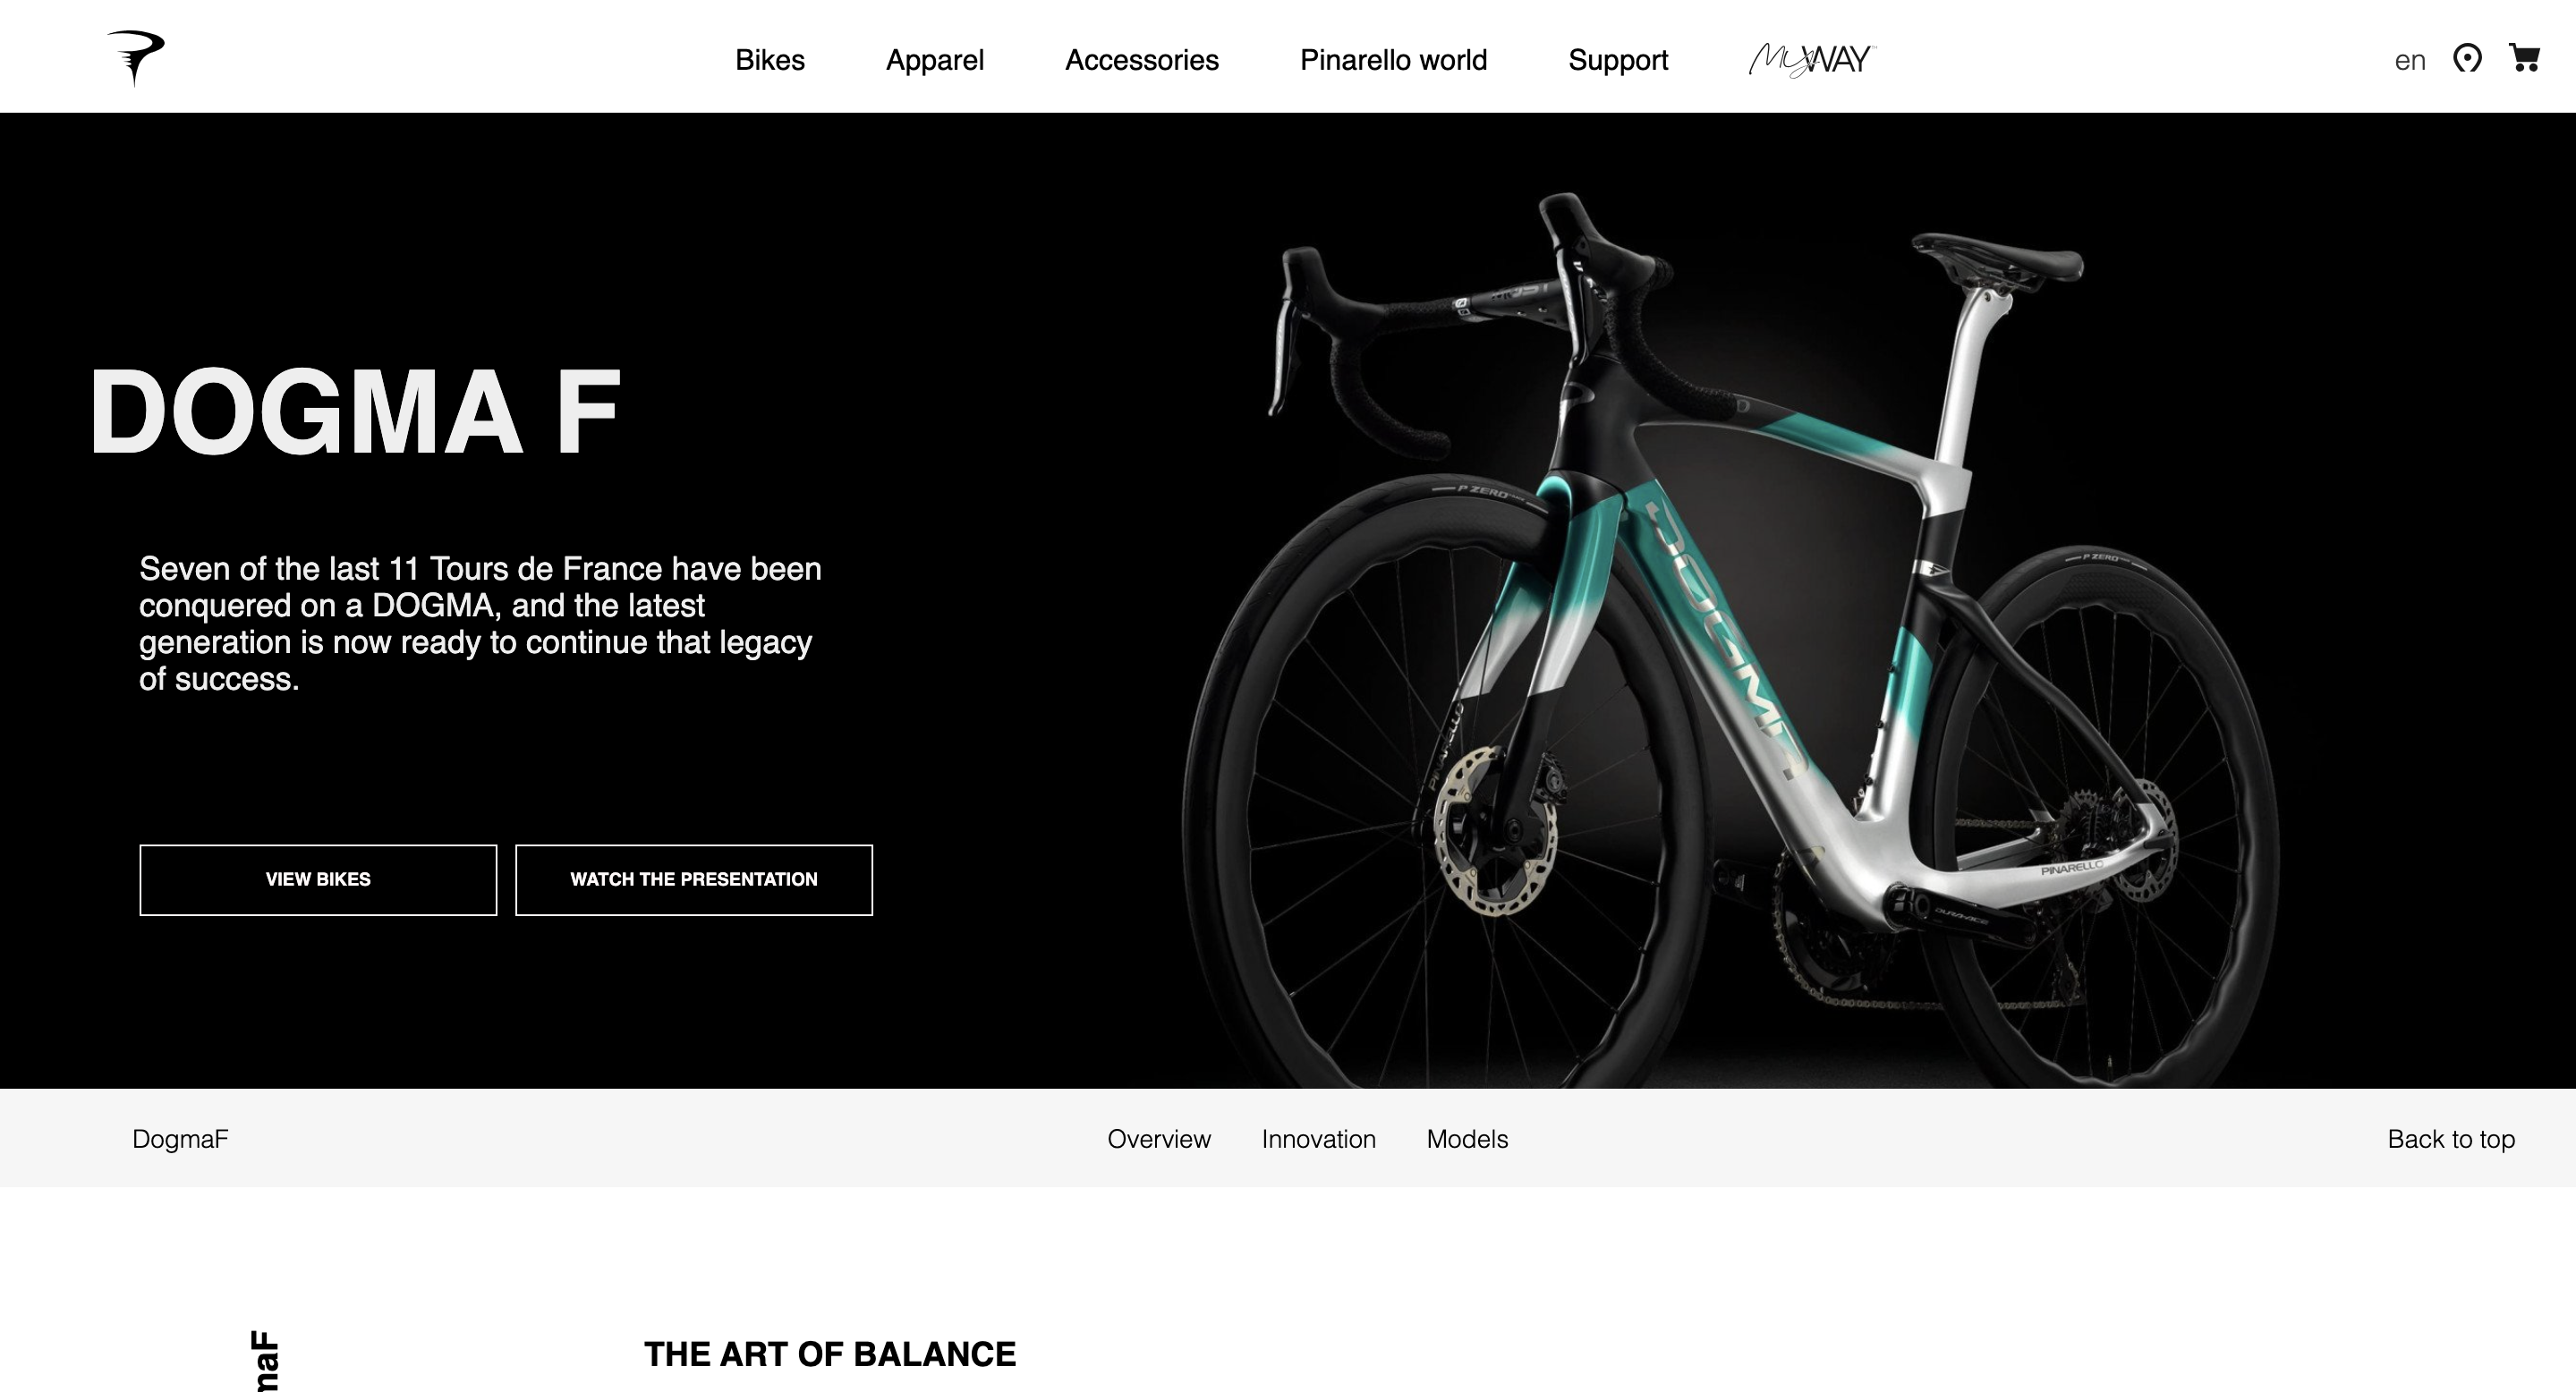 Bikes
Apparel
Accessories
Pinarello world
Support
MyWAY
en
DOGMA F
Seven of the last 11 Tours de France have been
conquered on a DOGMA, and the latest
generation is now ready to continue that legacy
of success.
VIEW BIKES
WATCH THE PRESENTATION
MOST
P ZERO
DOGMA
PINARELLO
P ZERO
PINARELLO
DURA-ACE
DogmaF
Overview
Innovation
Models
Back to top
maF
THE ART OF BALANCE